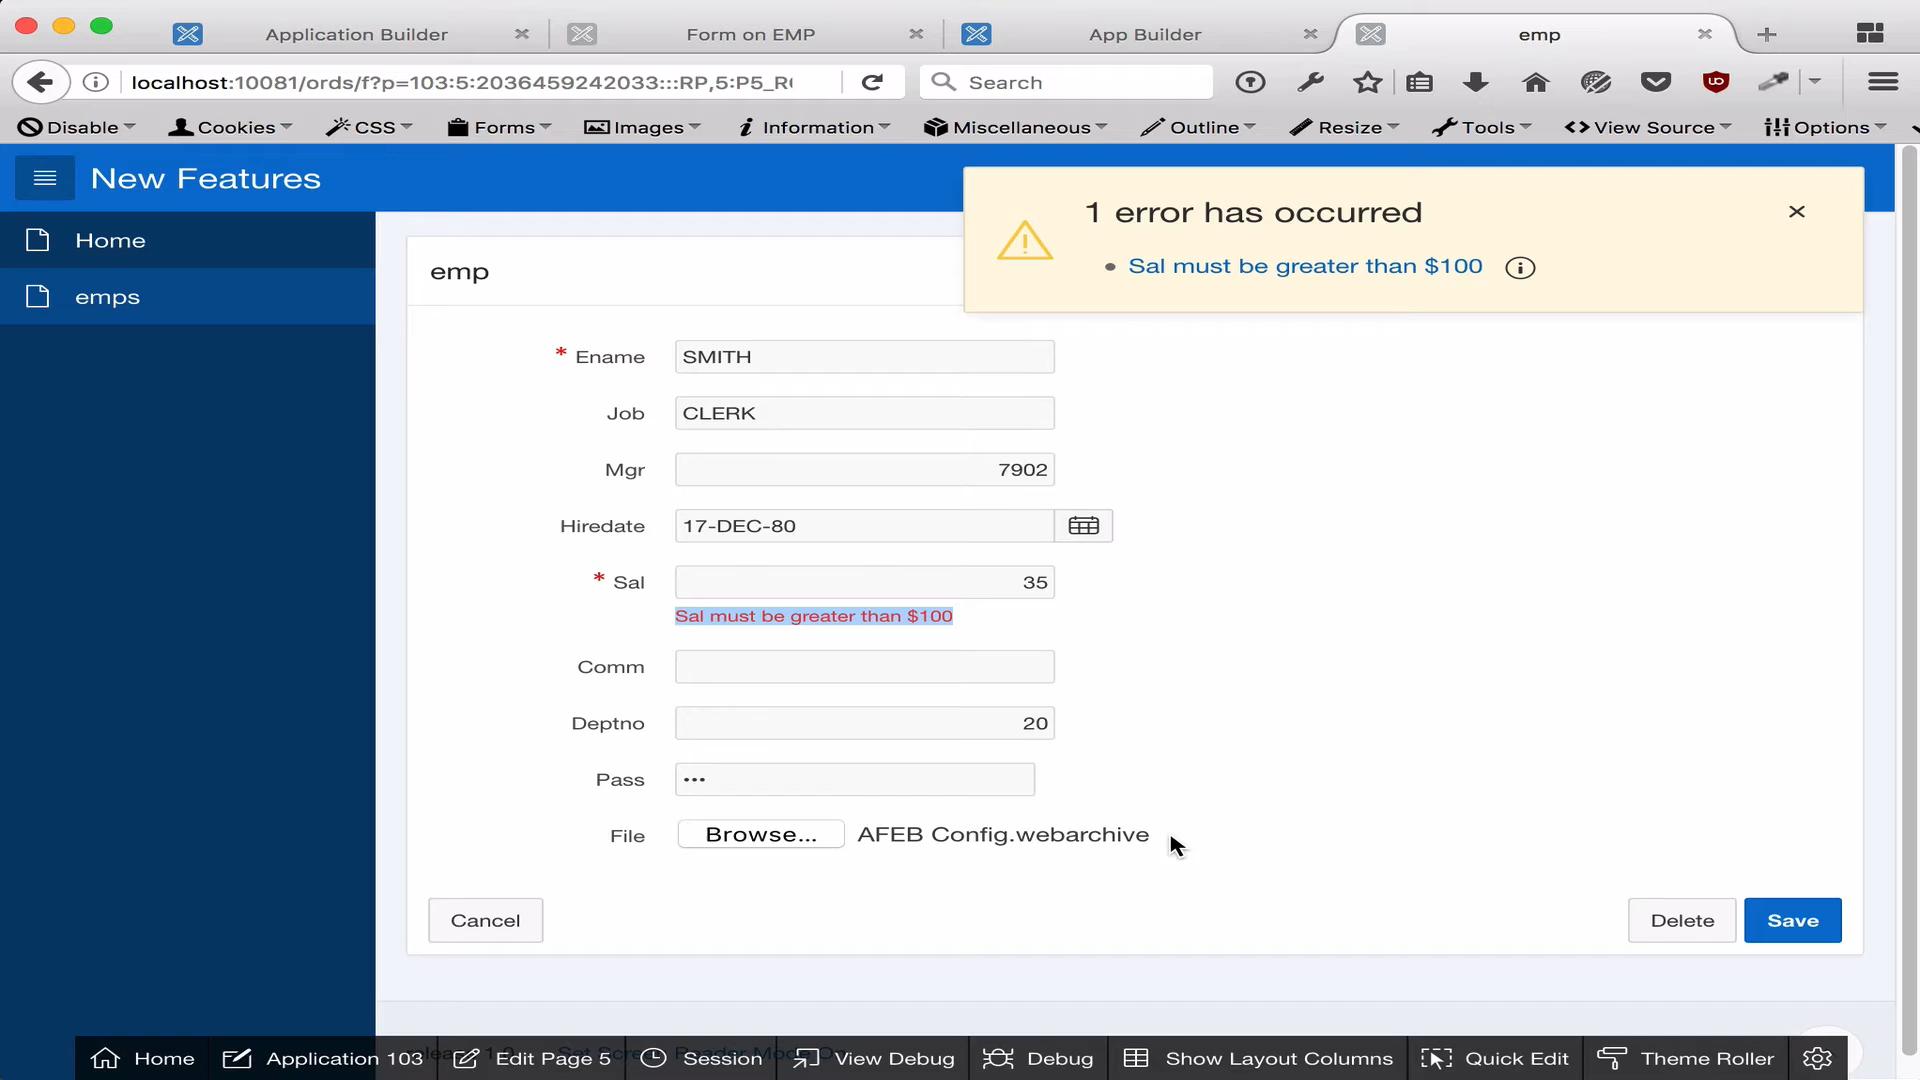 Application Builder
Form on EMP
App Builder
emp
localhost:10081/ords/f?p=103:5:2036459242033:::RP,5:P5_R
Search
Disable
Cookies
CSS
Forms
Images
Information
Miscellaneous
Outline
Resize
Tools
View Source
Options
New Features
1 error has occurred
• Sal must be greater than $100
Home
emps
emp
* Ename SMITH
Job CLERK
Mgr 7902
Hiredate 17-DEC-80
* Sal 35
Sal must be greater than $100
Comm
Deptno 20
Pass •••
File Browse... AFEB Config.webarchive
Cancel
Delete
Save
Home
Application 103
Edit Page 5
Session
View Debug
Debug
Show Layout Columns
Quick Edit
Theme Roller